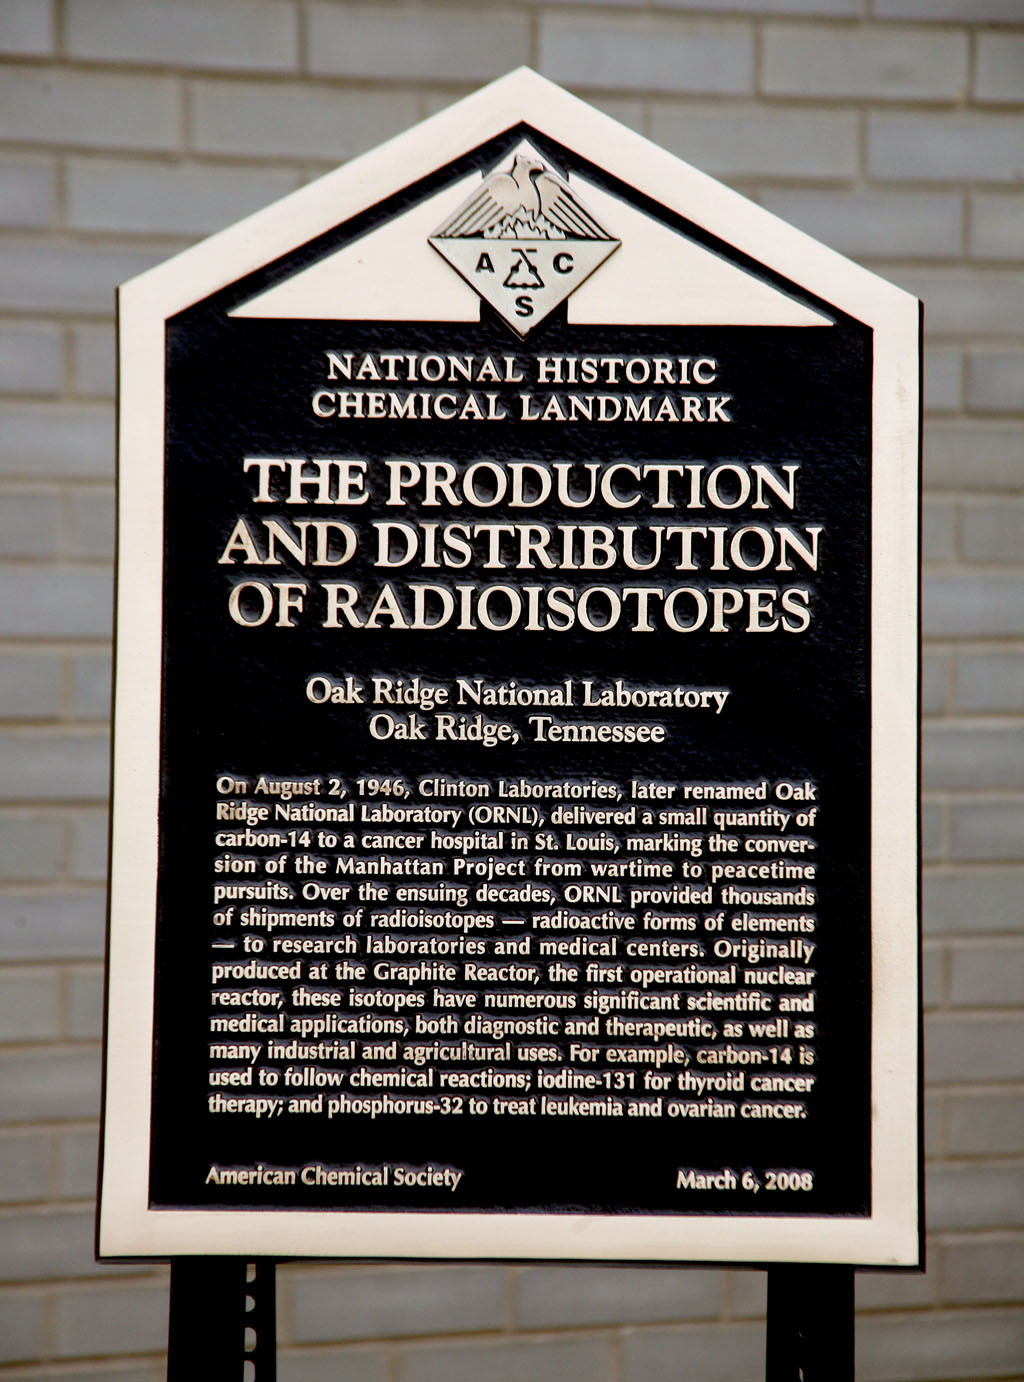 A C
S
NATIONAL HISTORIC
CHEMICAL LANDMARK
THE PRODUCTION
AND DISTRIBUTION
OF RADIOISOTOPES
Oak Ridge National Laboratory
Oak Ridge, Tennessee
On August 2, 1946, Clinton Laboratories, later renamed Oak
Ridge National Laboratory (ORNL), delivered a small quantity of
carbon-14 to a cancer hospital in St. Louis, marking the conver-
sion of the Manhattan Project from wartime to peacetime
pursuits. Over the ensuing decades, ORNL provided thousands
of shipments of radioisotopes — radioactive forms of elements
— to research laboratories and medical centers. Originally
produced at the Graphite Reactor, the first operational nuclear
reactor, these isotopes have numerous significant scientific and
medical applications, both diagnostic and therapeutic, as well as
many industrial and agricultural uses. For example, carbon-14 is
used to follow chemical reactions; iodine-131 for thyroid cancer
therapy; and phosphorus-32 to treat leukemia and ovarian cancer.
American Chemical Society March 6, 2008